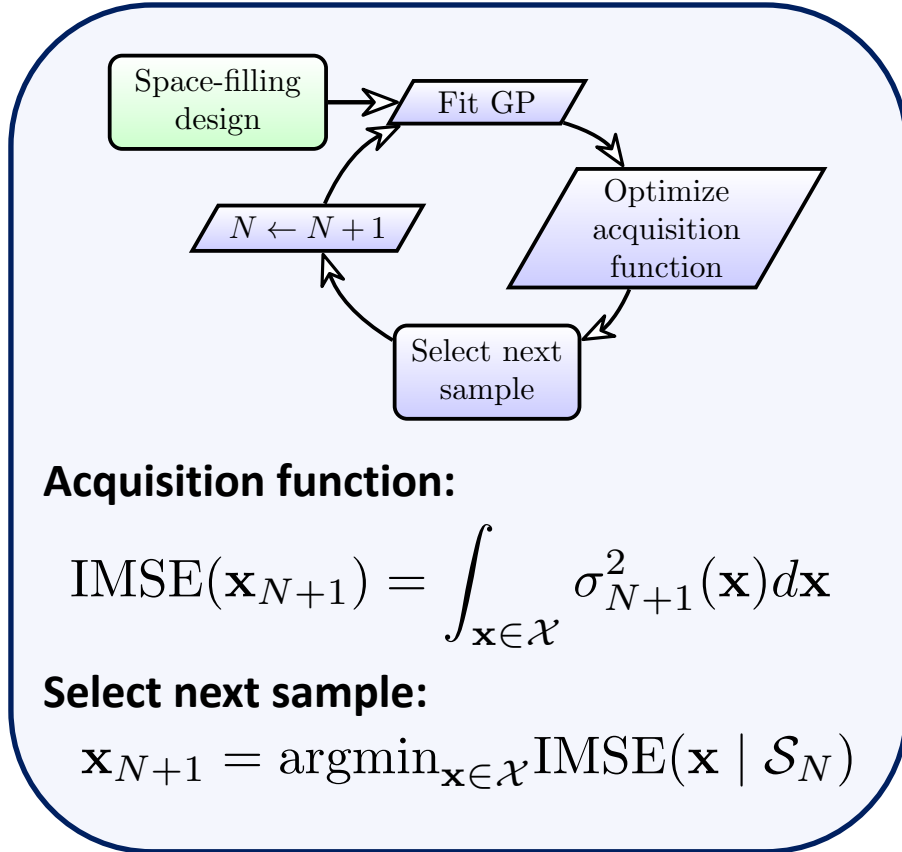 Space-filling
design
Fit GP
Optimize
acquisition
function
Select next
sample
N ← N + 1
Acquisition function:
IMSE(𝐱_{N+1}) = ∫_{𝐱∈𝒳} σ²_{N+1}(𝐱)d𝐱
Select next sample:
𝐱_{N+1} = argmin_{𝐱∈𝒳}IMSE(𝐱 | 𝒮_N)